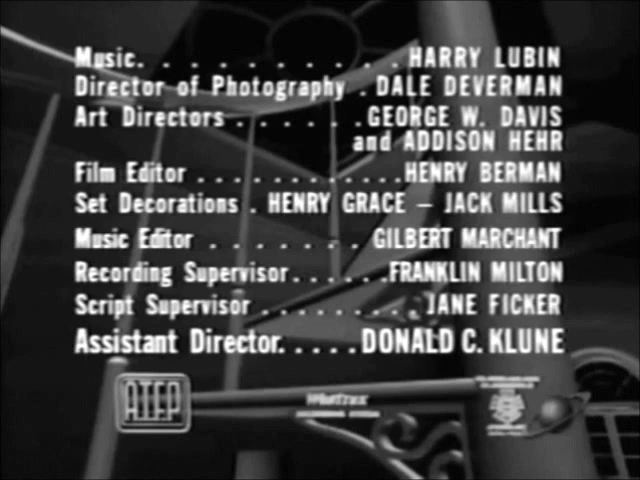 Music. . . . . . . . . . . HARRY LUBIN
Director of Photography . DALE DEVERMAN
Art Directors . . . . . . . GEORGE W. DAVIS
and ADDISON HEHR
Film Editor . . . . . . . . . . . . HENRY BERMAN
Set Decorations . HENRY GRACE – JACK MILLS
Music Editor . . . . . . . GILBERT MARCHANT
Recording Supervisor. . . . . . FRANKLIN MILTON
Script Supervisor . . . . . . . . . JANE FICKER
Assistant Director. . . . . DONALD C. KLUNE
ATFP